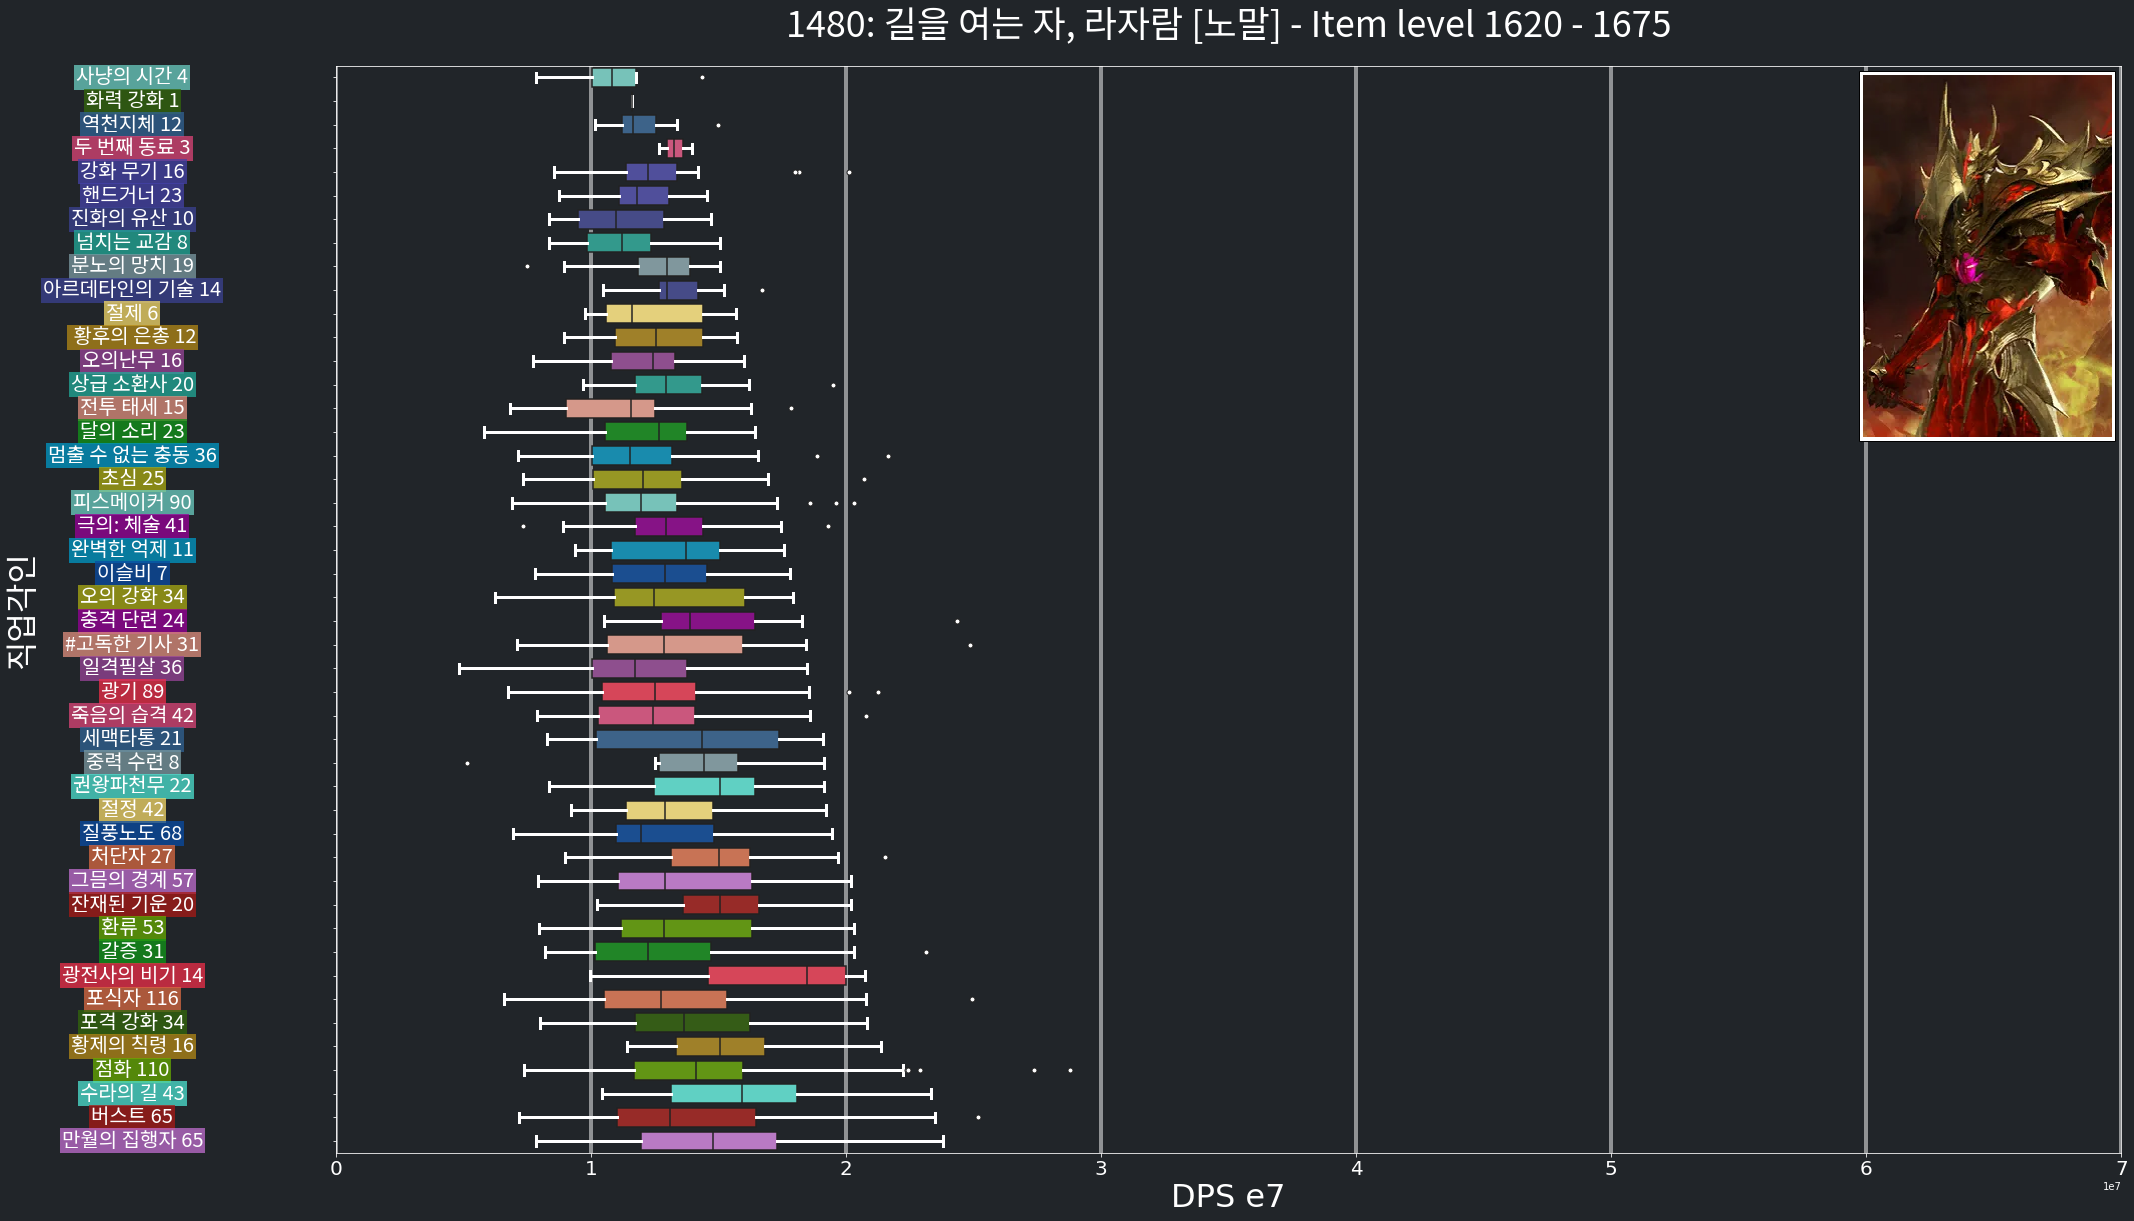 1480: 길을 여는 자, 라자람 [노말] - Item level 1620 - 1675
직업각인
사냥의 시간 4
화력 강화 1
역천지체 12
두 번째 동료 3
강화 무기 16
핸드거너 23
진화의 유산 10
넘치는 교감 8
분노의 망치 19
아르데타인의 기술 14
절제 6
황후의 은총 12
오의난무 16
상급 소환사 20
전투 태세 15
달의 소리 23
멈출 수 없는 충동 36
초심 25
피스메이커 90
극의: 체술 41
완벽한 억제 11
이슬비 7
오의 강화 34
충격 단련 24
#고독한 기사 31
일격필살 36
광기 89
죽음의 습격 42
세맥타통 21
중력 수련 8
권왕파천무 22
절정 42
질풍노도 68
처단자 27
그믐의 경계 57
잔재된 기운 20
환류 53
갈증 31
광전사의 비기 14
포식자 116
포격 강화 34
황제의 칙령 16
점화 110
수라의 길 43
버스트 65
만월의 집행자 65
0 1 2 3 4 5 6 7
1e7
DPS e7